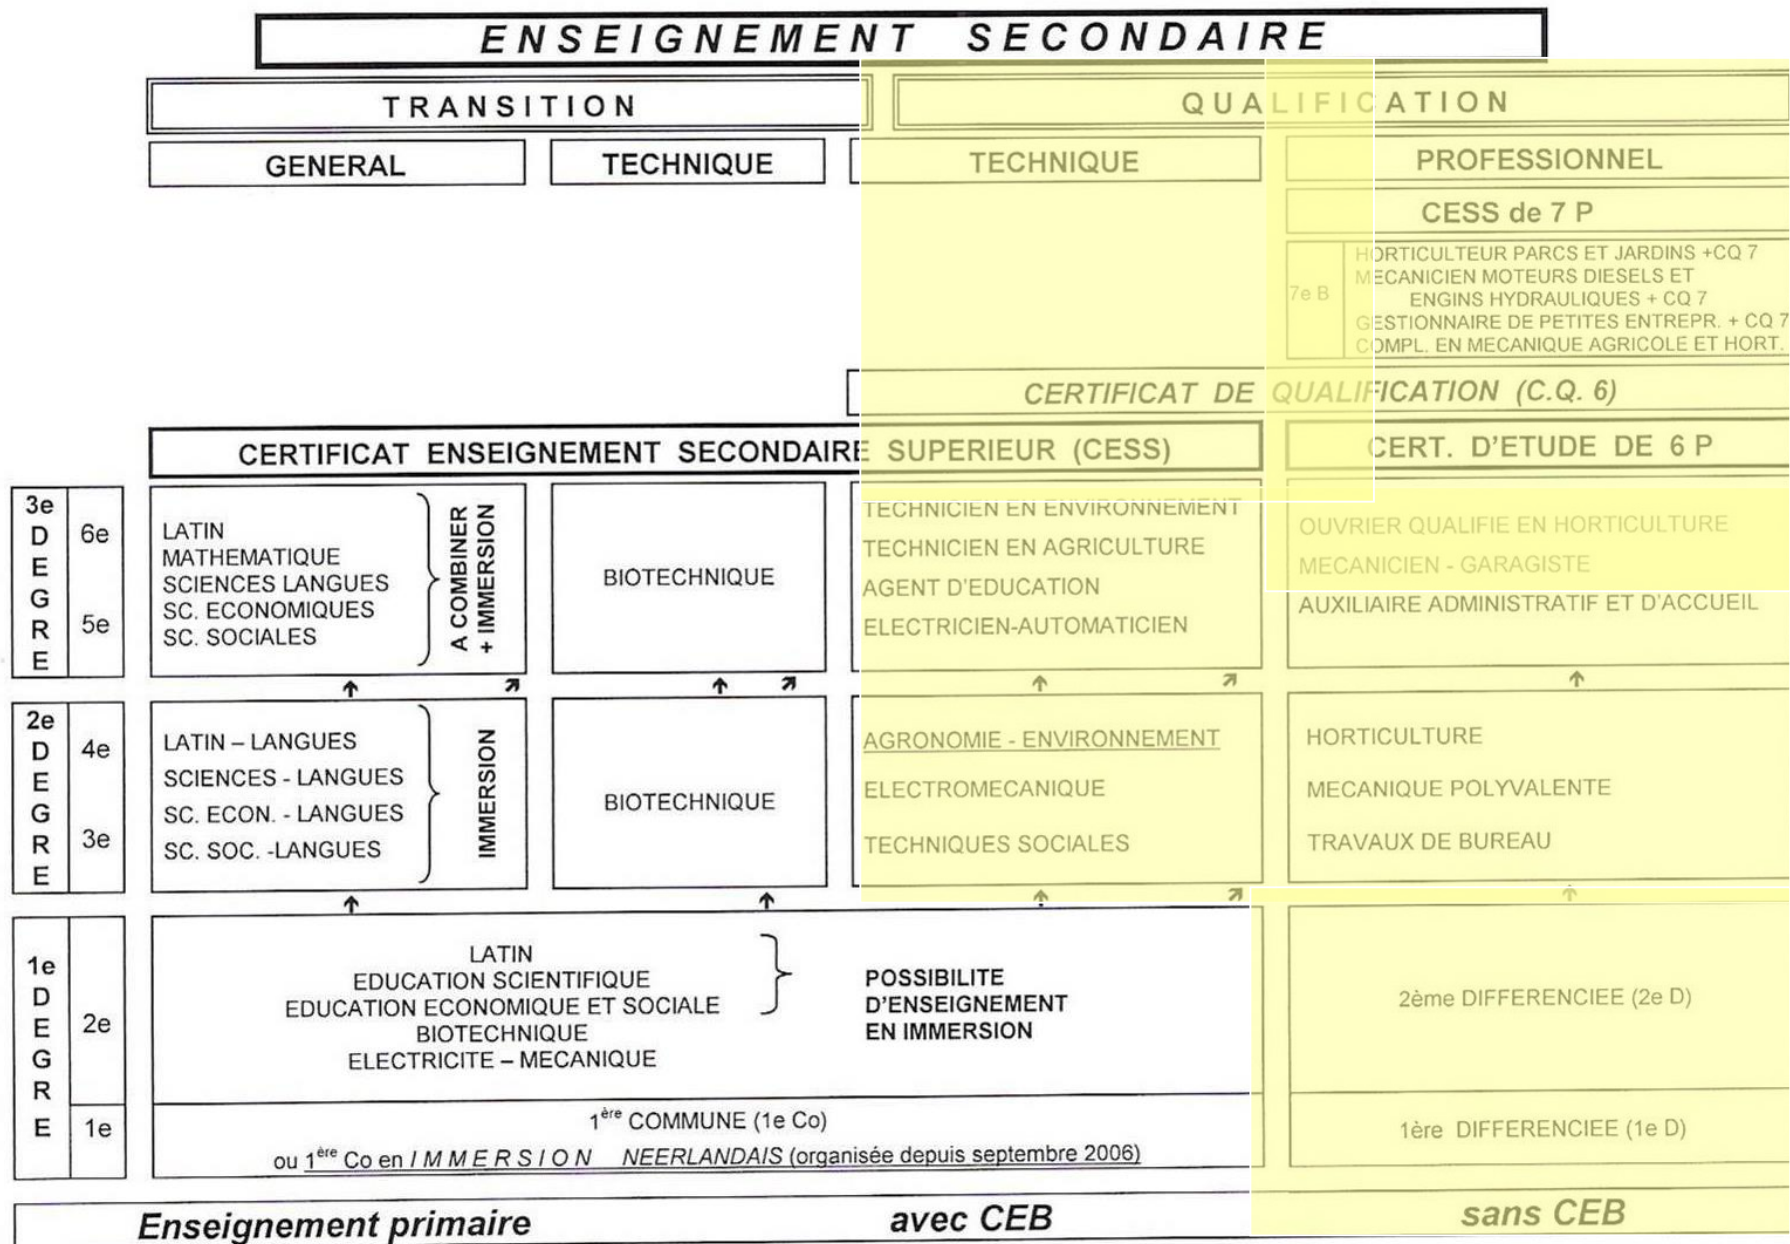 ENSEIGNEMENT SECONDAIRE
TRANSITION
QUALIFICATION
GENERAL
TECHNIQUE
TECHNIQUE
PROFESSIONNEL
CESS de 7 P
7e B
HORTICULTEUR PARCS ET JARDINS +CQ 7
MECANICIEN MOTEURS DIESELS ET
ENGINS HYDRAULIQUES + CQ 7
GESTIONNAIRE DE PETITES ENTREPR. + CQ 7
COMPL. EN MECANIQUE AGRICOLE ET HORT.
CERTIFICAT DE QUALIFICATION (C.Q. 6)
CERTIFICAT ENSEIGNEMENT SECONDAIRE SUPERIEUR (CESS)
CERT. D'ETUDE DE 6 P
3e DEGRE
6e
5e
LATIN
MATHEMATIQUE
SCIENCES LANGUES
SC. ECONOMIQUES
SC. SOCIALES
A COMBINER
+ IMMERSION
BIOTECHNIQUE
TECHNICIEN EN ENVIRONNEMENT
TECHNICIEN EN AGRICULTURE
AGENT D'EDUCATION
ELECTRICIEN-AUTOMATICIEN
OUVRIER QUALIFIE EN HORTICULTURE
MECANICIEN - GARAGISTE
AUXILIAIRE ADMINISTRATIF ET D'ACCUEIL
2e DEGRE
4e
3e
LATIN – LANGUES
SCIENCES - LANGUES
SC. ECON. - LANGUES
SC. SOC. -LANGUES
IMMERSION
BIOTECHNIQUE
AGRONOMIE - ENVIRONNEMENT
ELECTROMECANIQUE
TECHNIQUES SOCIALES
HORTICULTURE
MECANIQUE POLYVALENTE
TRAVAUX DE BUREAU
1e DEGRE
2e
1e
LATIN
EDUCATION SCIENTIFIQUE
EDUCATION ECONOMIQUE ET SOCIALE
BIOTECHNIQUE
ELECTRICITE – MECANIQUE
POSSIBILITE
D'ENSEIGNEMENT
EN IMMERSION
2ème DIFFERENCIEE (2e D)
1ère COMMUNE (1e Co)
ou 1ère Co en IMMERSION NEERLANDAIS (organisée depuis septembre 2006)
1ère DIFFERENCIEE (1e D)
Enseignement primaire
avec CEB
sans CEB